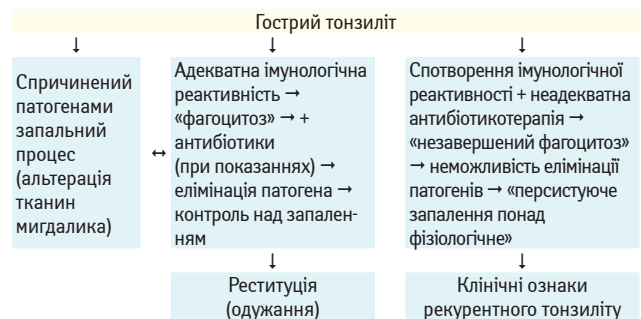 Гострий тонзиліт
↓ ↓ ↓
Спричинений
патогенами
запальний
процес
(альтерація
тканин
мигдалика)
↔
Адекватна імунологічна
реактивність →
«фагоцитоз» → +
антибіотики
(при показаннях) →
елімінація патогена →
контроль над запален-
ням
↓
Реституція
(одужання)
Спотворення імунологічної
реактивності + неадекватна
антибіотикотерапія →
«незавершений фагоцитоз»
→ неможливість елімінації
патогенів → «персистуюче
запалення понад
фізіологічне»
↓
Клінічні ознаки
рекурентного тонзиліту